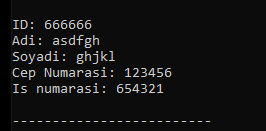 ID: 666666
Adi: asdfgh
Soyadi: ghjkl
Cep Numarasi: 123456
Is numarasi: 654321
-------------------------